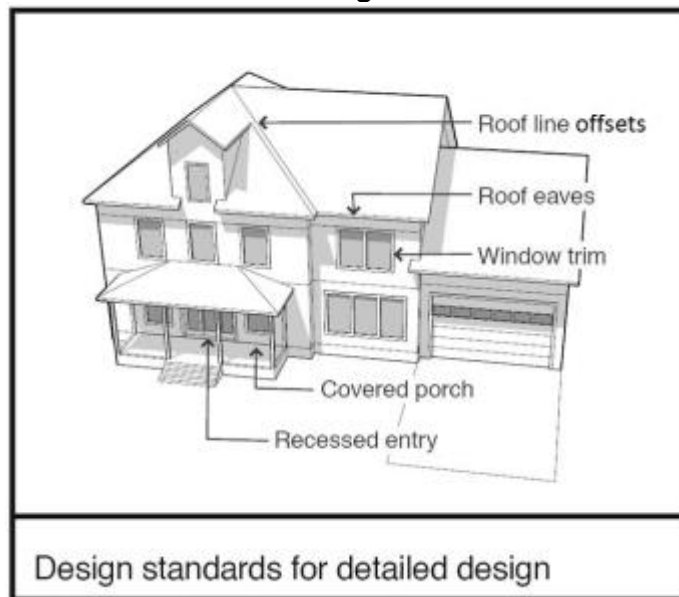 Roof line offsets
Roof eaves
Window trim
Covered porch
Recessed entry
Design standards for detailed design